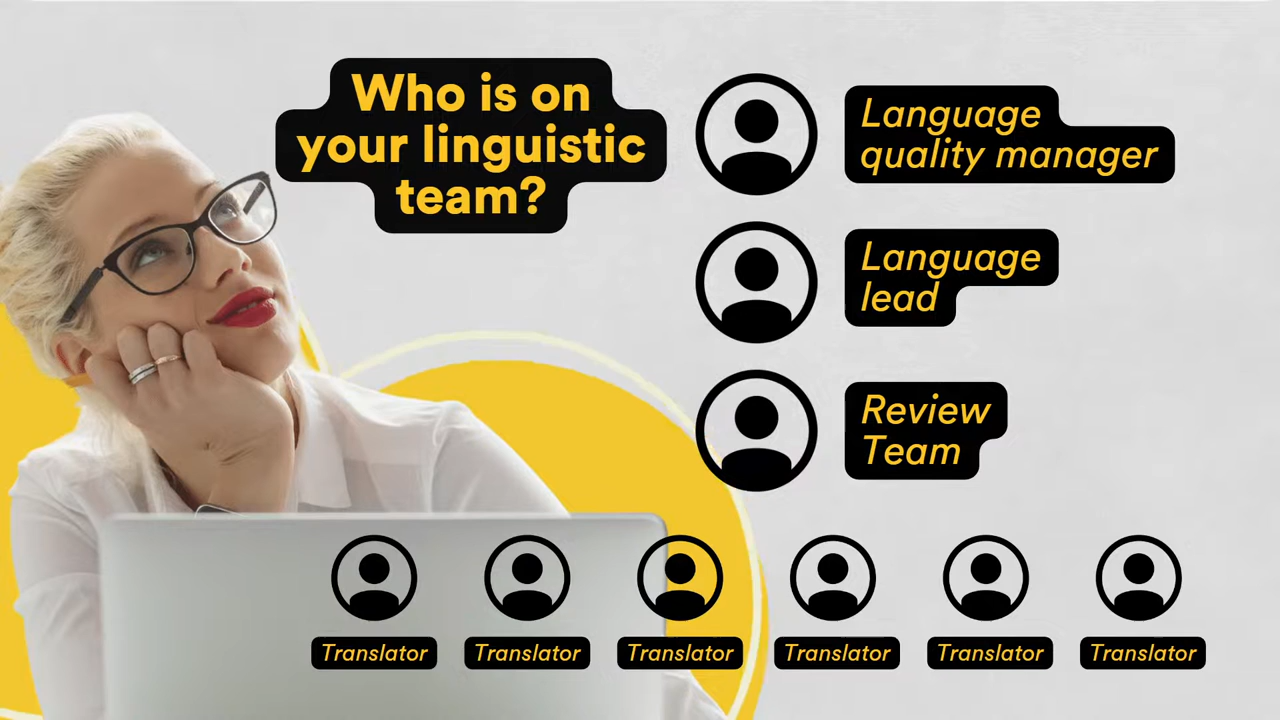 Who is on
your linguistic
team?
Language
quality manager
Language
lead
Review
Team
Translator
Translator
Translator
Translator
Translator
Translator